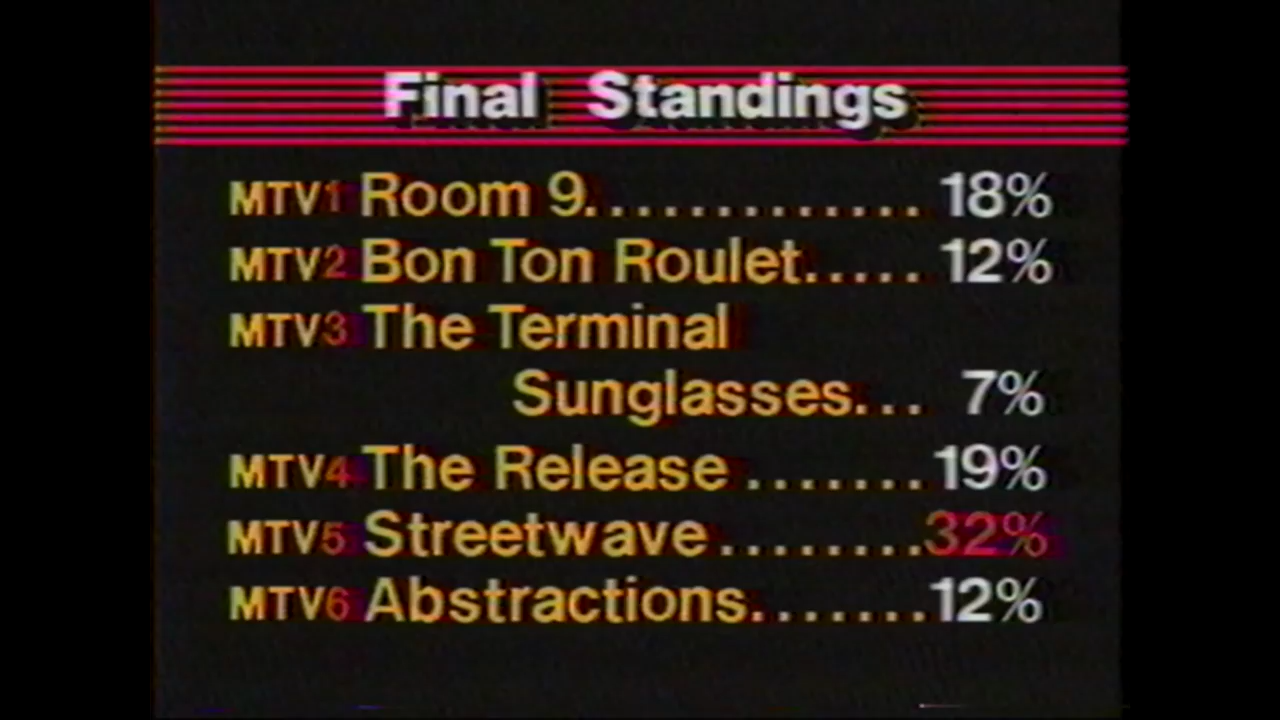 Final Standings
MTV1 Room 9.............. 18%
MTV2 Bon Ton Roulet..... 12%
MTV3 The Terminal
Sunglasses... 7%
MTV4 The Release .......19%
MTV5 Streetwave ........32%
MTV6 Abstractions.......12%